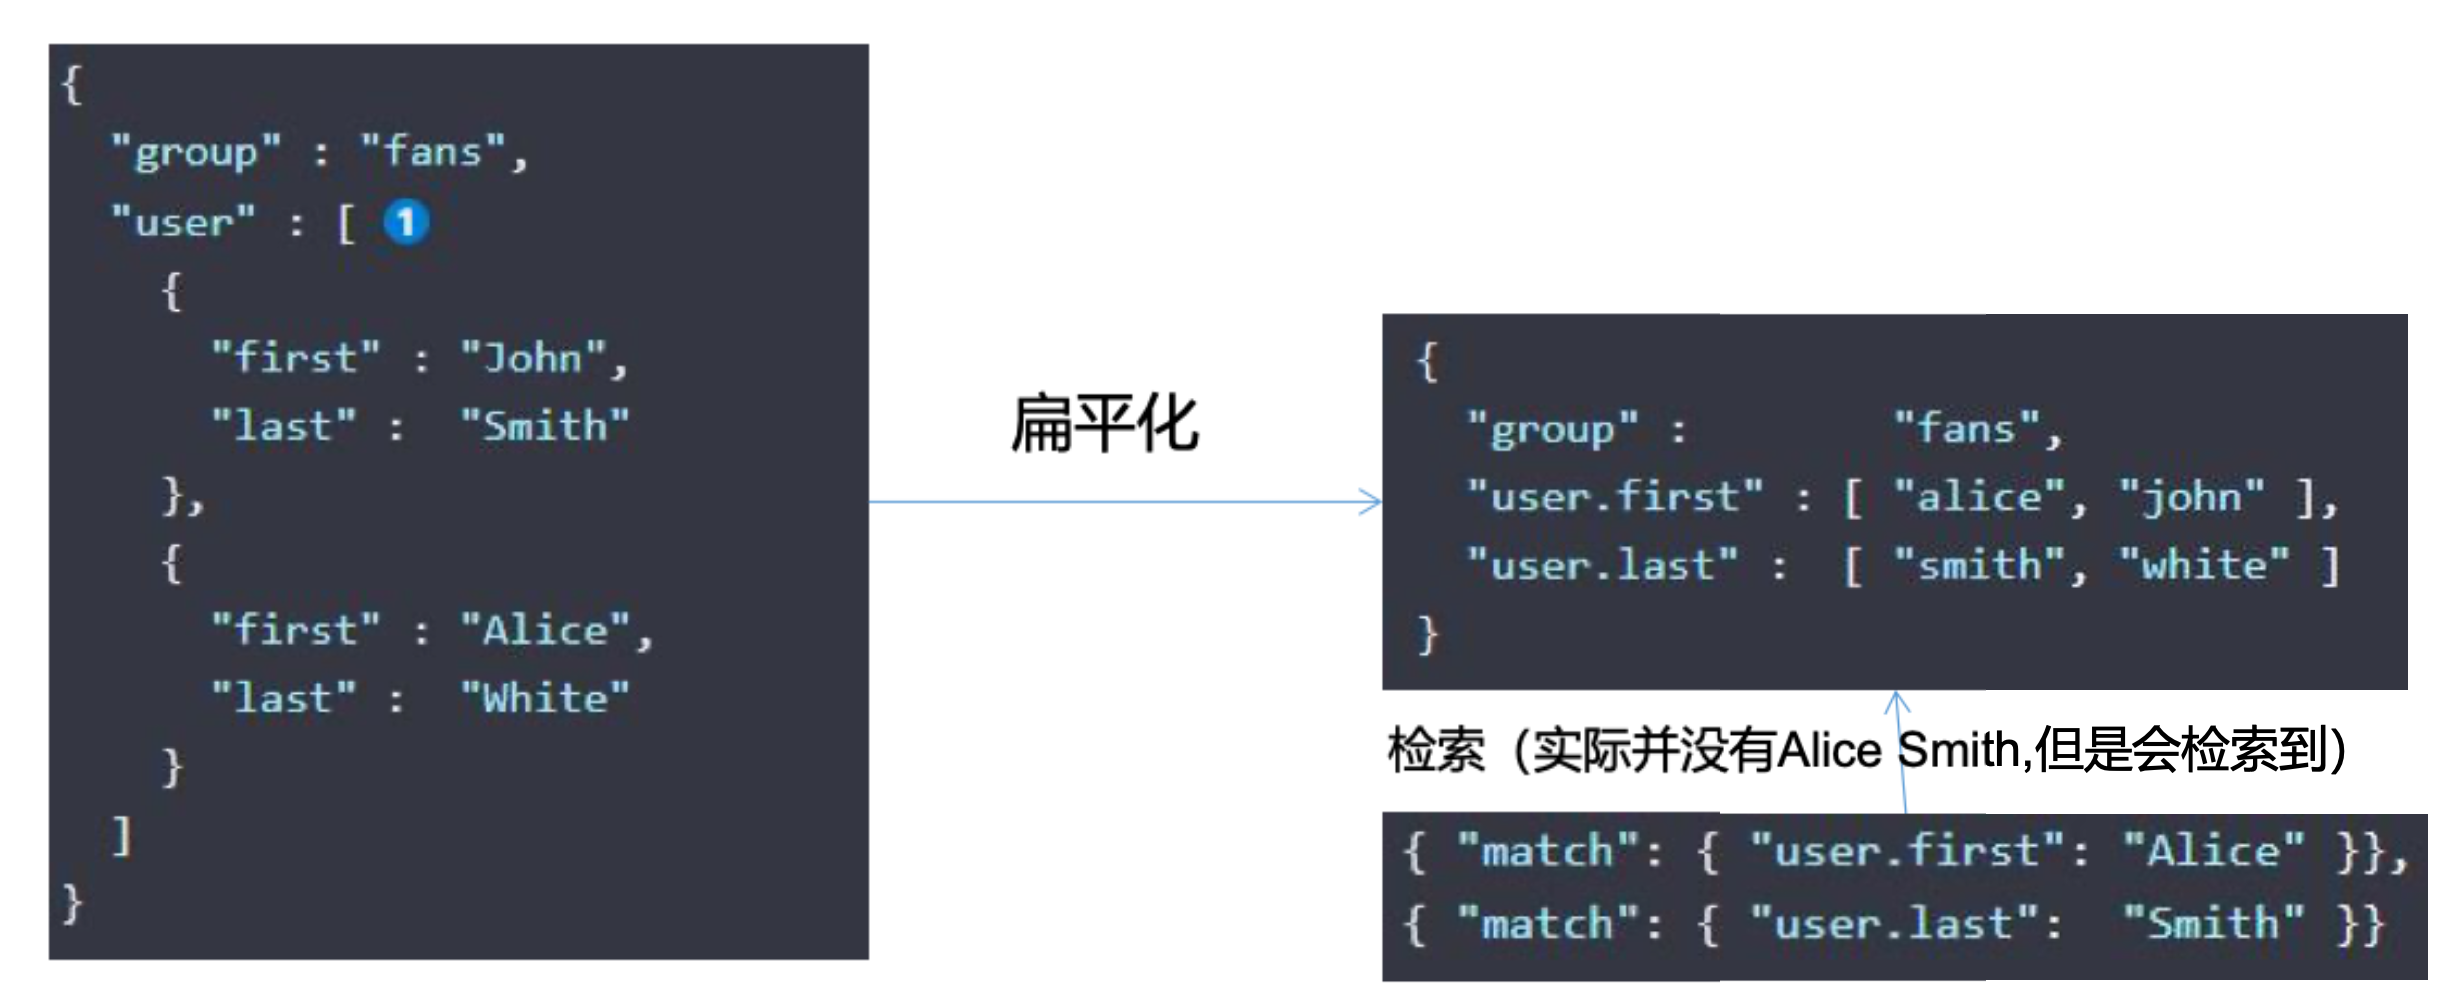 {
  "group" : "fans",
  "user" : [ 1
    {
      "first" : "John",
      "last" :  "Smith"
    },
    {
      "first" : "Alice",
      "last" :  "White"
    }
  ]
}
扁平化
{
  "group" :        "fans",
  "user.first" : [ "alice", "john" ],
  "user.last" :  [ "smith", "white" ]
}
检索（实际并没有Alice Smith,但是会检索到）
{ "match": { "user.first": "Alice" }},
{ "match": { "user.last":  "Smith" }}